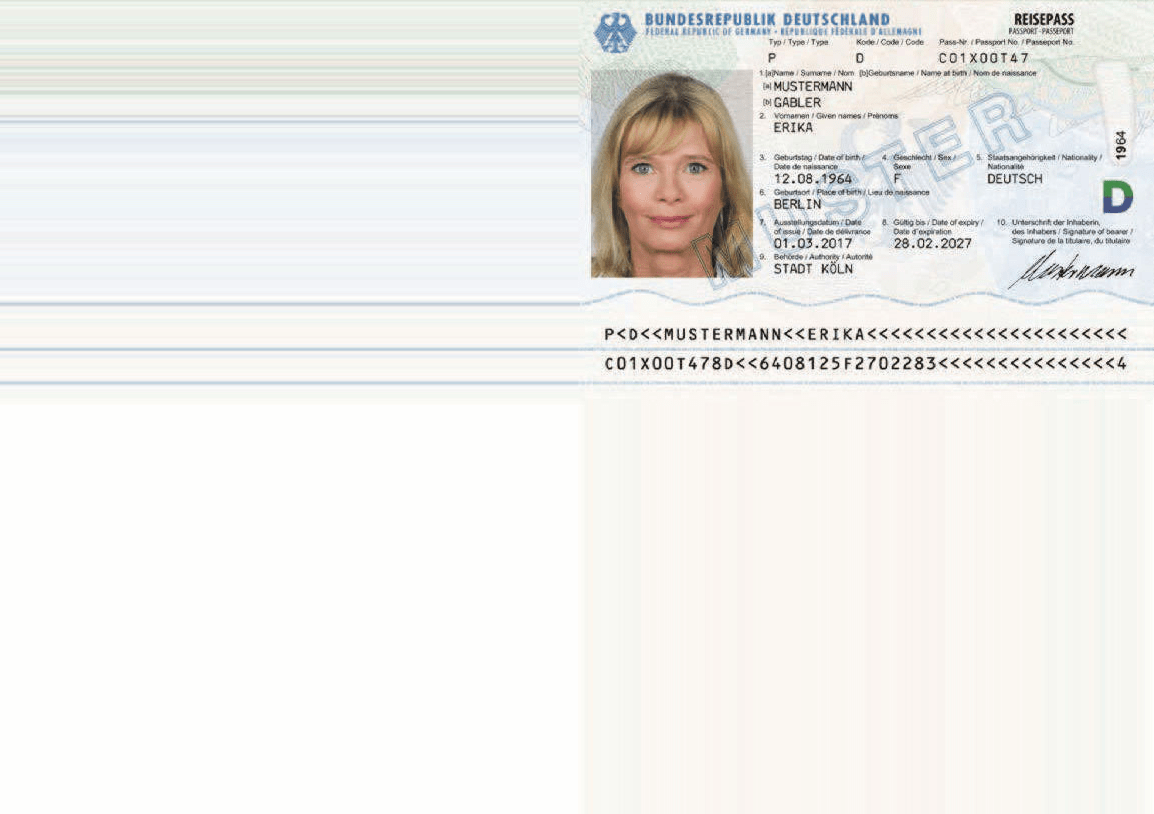 BUNDESREPUBLIK DEUTSCHLAND
FEDERAL REPUBLIC OF GERMANY · RÉPUBLIQUE FÉDÉRALE D'ALLEMAGNE
REISEPASS
PASSPORT · PASSEPORT
Typ / Type / Type Kode / Code / Code Pass-Nr. / Passport No. / Passeport No.
P D C01X00T47
1.[a]Name / Surname / Nom [b]Geburtsname / Name at birth / Nom de naissance
[a] MUSTERMANN
[b] GABLER
2. Vornamen / Given names / Prénoms
ERIKA
3. Geburtstag / Date of birth / 4. Geschlecht / Sex / 5. Staatsangehörigkeit / Nationality /
Date de naissance Sexe Nationalité
12.08.1964 F DEUTSCH
6. Geburtsort / Place of birth / Lieu de naissance
BERLIN
7. Ausstellungsdatum / Date 8. Gültig bis / Date of expiry / 10. Unterschrift der Inhaberin,
of issue / Date de délivrance Date d'expiration des Inhabers / Signature of bearer /
Signature de la titulaire, du titulaire
01.03.2017 28.02.2027
9. Behörde / Authority / Autorité
STADT KÖLN
Mustermann
1964
D
MUSTER
P<D<<MUSTERMANN<<ERIKA<<<<<<<<<<<<<<<<<<<<<<
C01X00T478D<<6408125F2702283<<<<<<<<<<<<<<<4